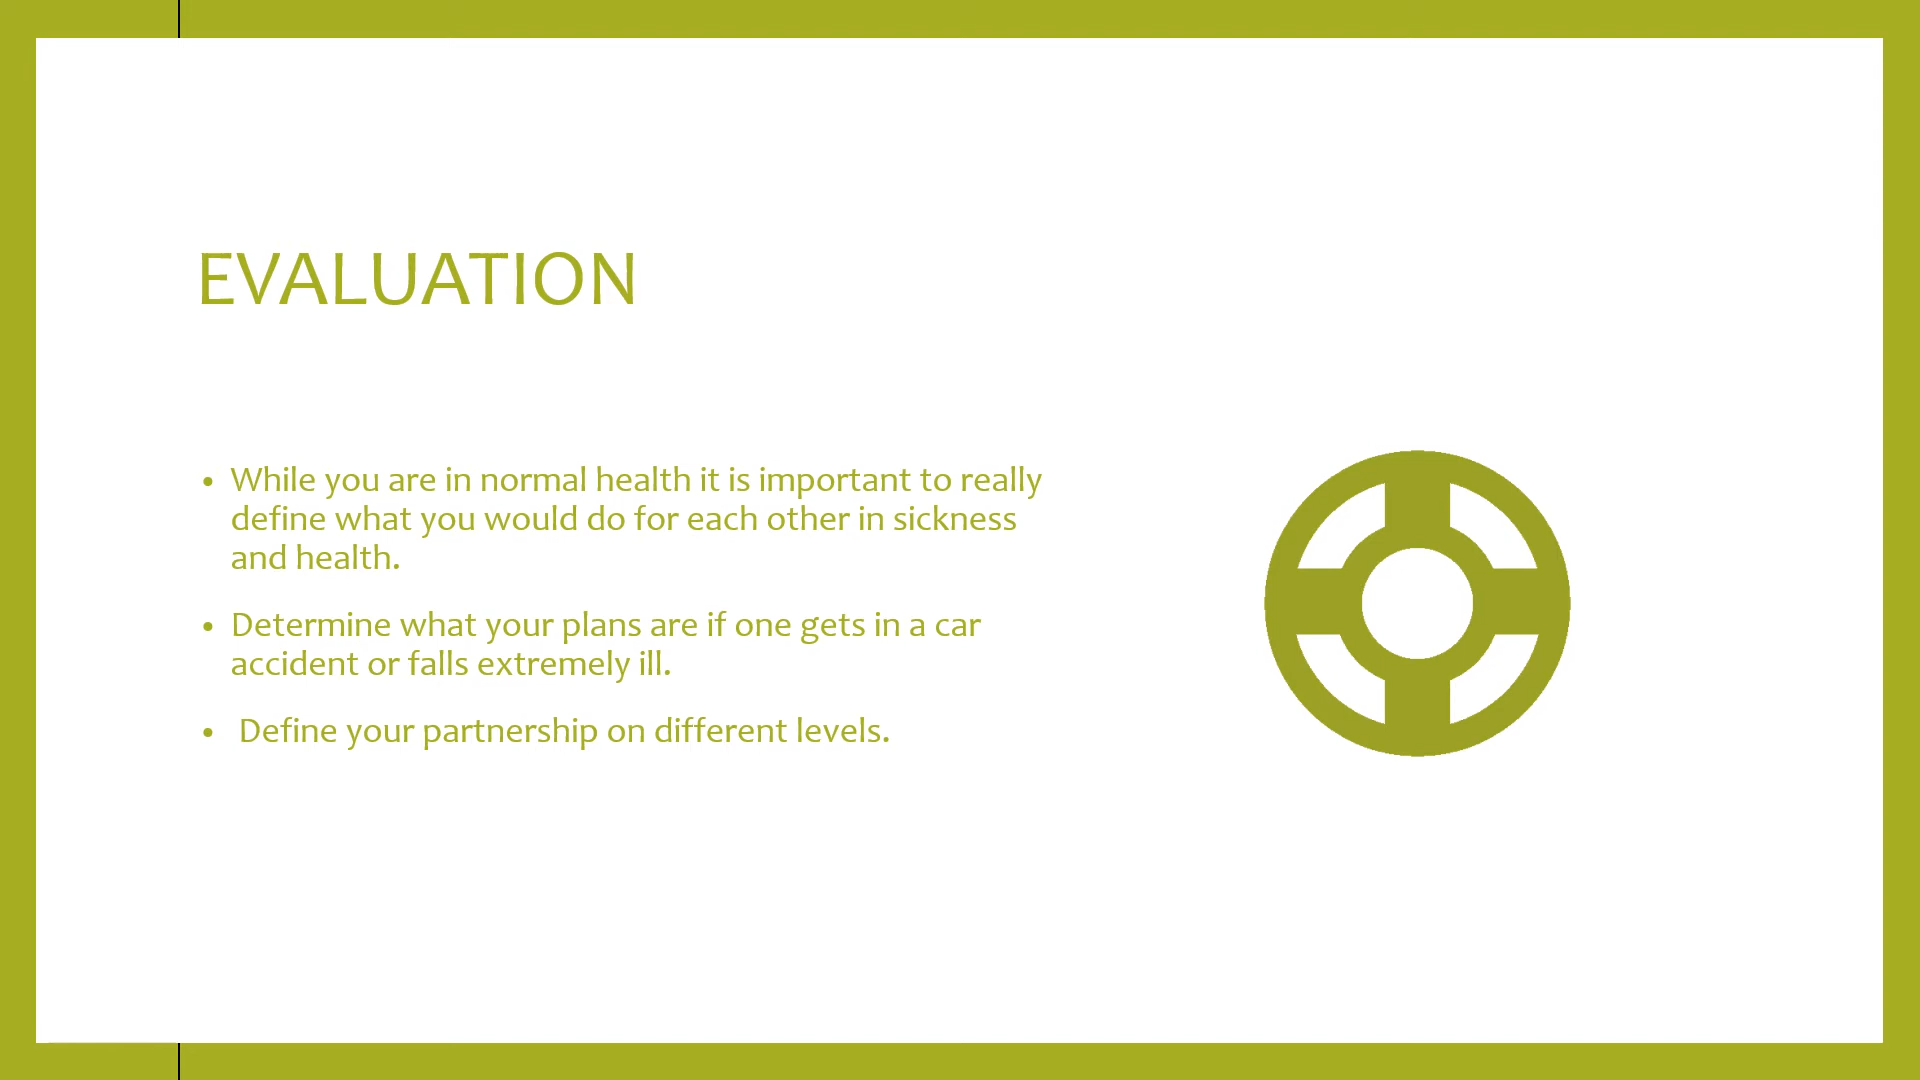 EVALUATION
• While you are in normal health it is important to really
define what you would do for each other in sickness
and health.
• Determine what your plans are if one gets in a car
accident or falls extremely ill.
• Define your partnership on different levels.